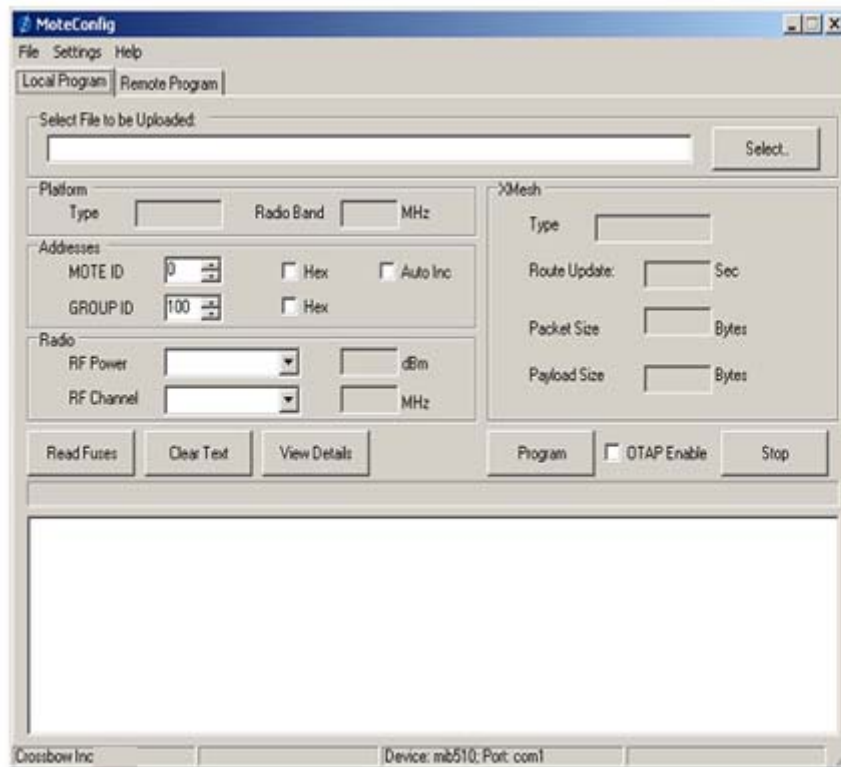 MoteConfig
File Settings Help
Local Program Remote Program
Select File to be Uploaded:
Select..
Platform
Type Radio Band MHz
XMesh
Type
Route Update: Sec
Packet Size Bytes
Payload Size Bytes
Addresses
MOTE ID 0 Hex Auto Inc
GROUP ID 100 Hex
Radio
RF Power dBm
RF Channel MHz
Read Fuses Clear Text View Details Program OTAP Enable Stop
Crossbow Inc Device: mib510; Port: com1